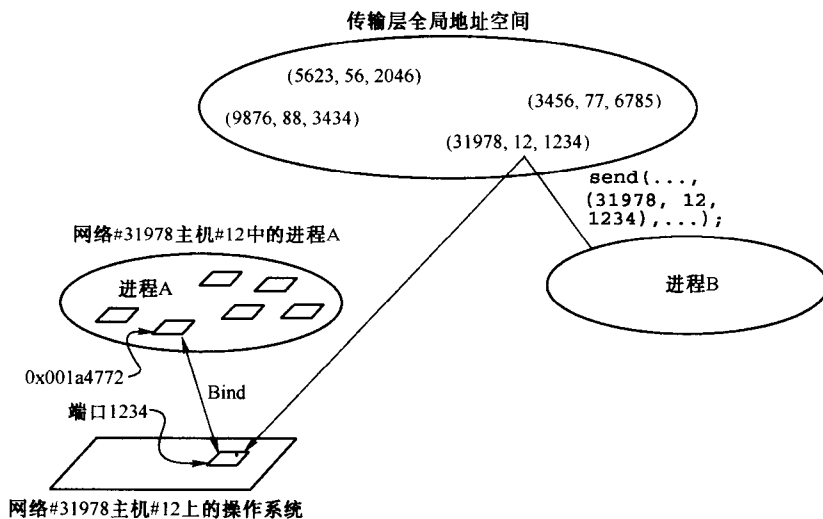 传输层全局地址空间
(5623, 56, 2046)
(3456, 77, 6785)
(9876, 88, 3434)
(31978, 12, 1234)
send(...,
(31978, 12,
1234),...);
网络#31978主机#12中的进程A
进程A
进程B
0x001a4772
Bind
端口1234
网络#31978主机#12上的操作系统